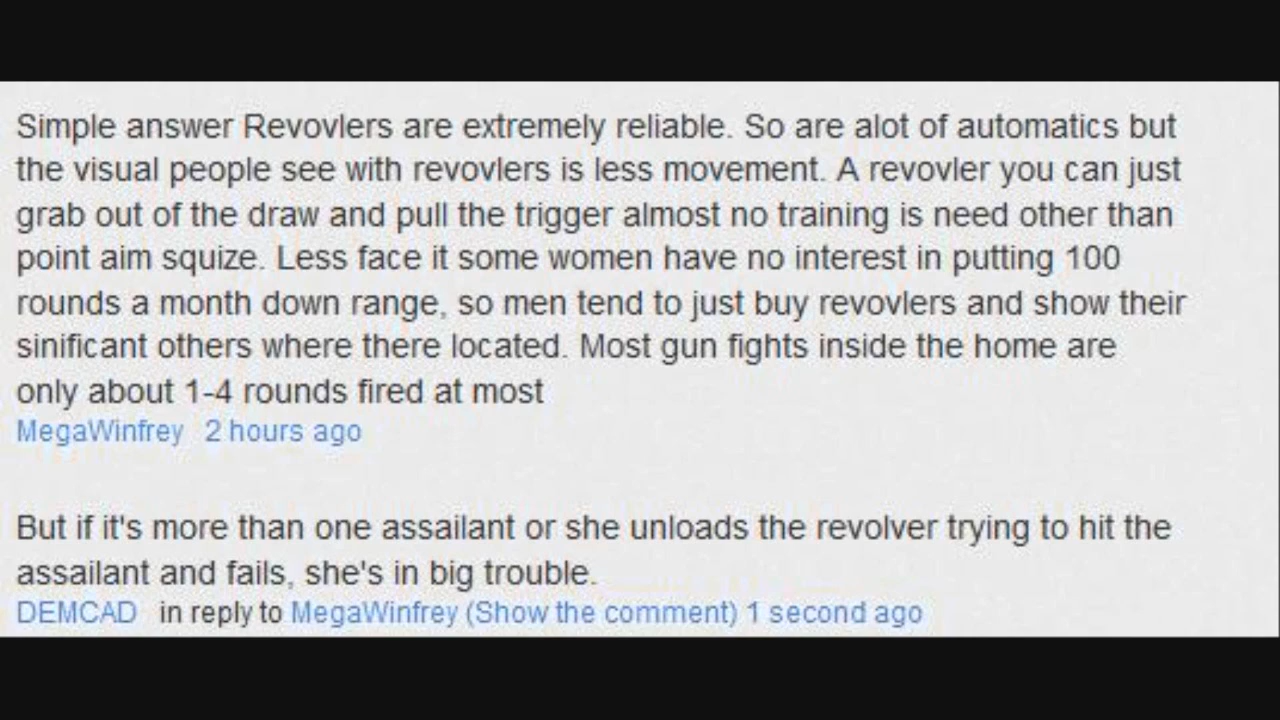 Simple answer Revovlers are extremely reliable. So are alot of automatics but
the visual people see with revovlers is less movement. A revovler you can just
grab out of the draw and pull the trigger almost no training is need other than
point aim squize. Less face it some women have no interest in putting 100
rounds a month down range, so men tend to just buy revovlers and show their
sinificant others where there located. Most gun fights inside the home are
only about 1-4 rounds fired at most
MegaWinfrey 2 hours ago
But if it's more than one assailant or she unloads the revolver trying to hit the
assailant and fails, she's in big trouble.
DEMCAD in reply to MegaWinfrey (Show the comment) 1 second ago